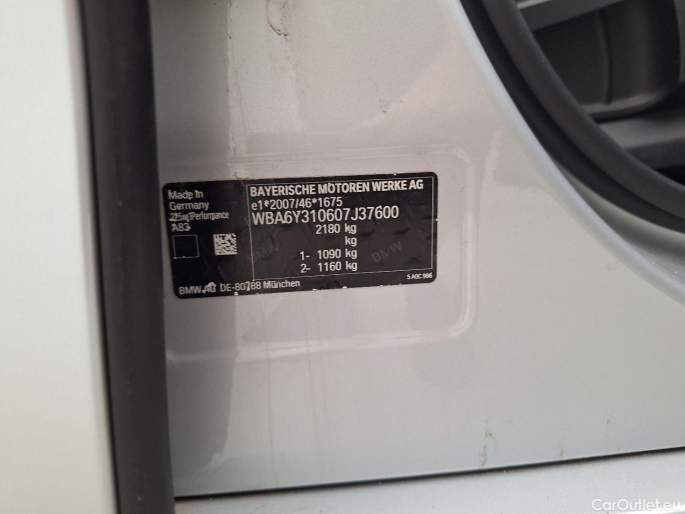 Made In
Germany
BAYERISCHE MOTOREN WERKE AG
e1*2007/46*1675
WBA6Y310607J37600
2180 kg
kg
1- 1090 kg
2- 1160 kg
BMW AG DE-80788 München
BMW
CarOutlet.eu